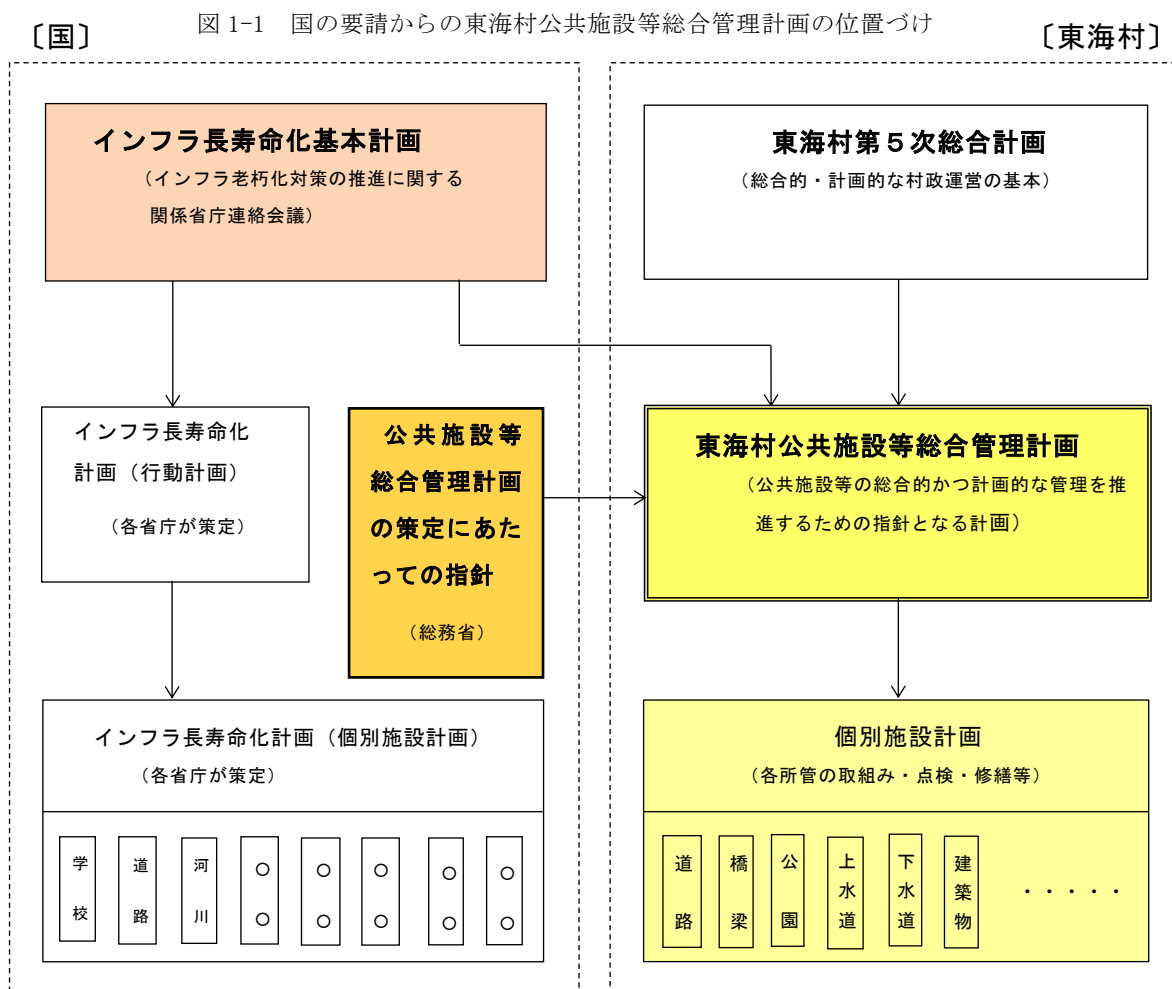 図 1-1　国の要請からの東海村公共施設等総合管理計画の位置づけ
〔国〕
〔東海村〕
インフラ長寿命化基本計画
（インフラ老朽化対策の推進に関する
関係省庁連絡会議）
東海村第５次総合計画
（総合的・計画的な村政運営の基本）
インフラ長寿命化
計画（行動計画）
（各省庁が策定）
公共施設等
総合管理計画
の策定にあた
っての指針
（総務省）
東海村公共施設等総合管理計画
（公共施設等の総合的かつ計画的な管理を推
進するための指針となる計画）
インフラ長寿命化計画（個別施設計画）
（各省庁が策定）
学校
道路
河川
○○
○○
○○
○○
○○
個別施設計画
（各所管の取組み・点検・修繕等）
道路
橋梁
公園
上水道
下水道
建築物
・・・・・